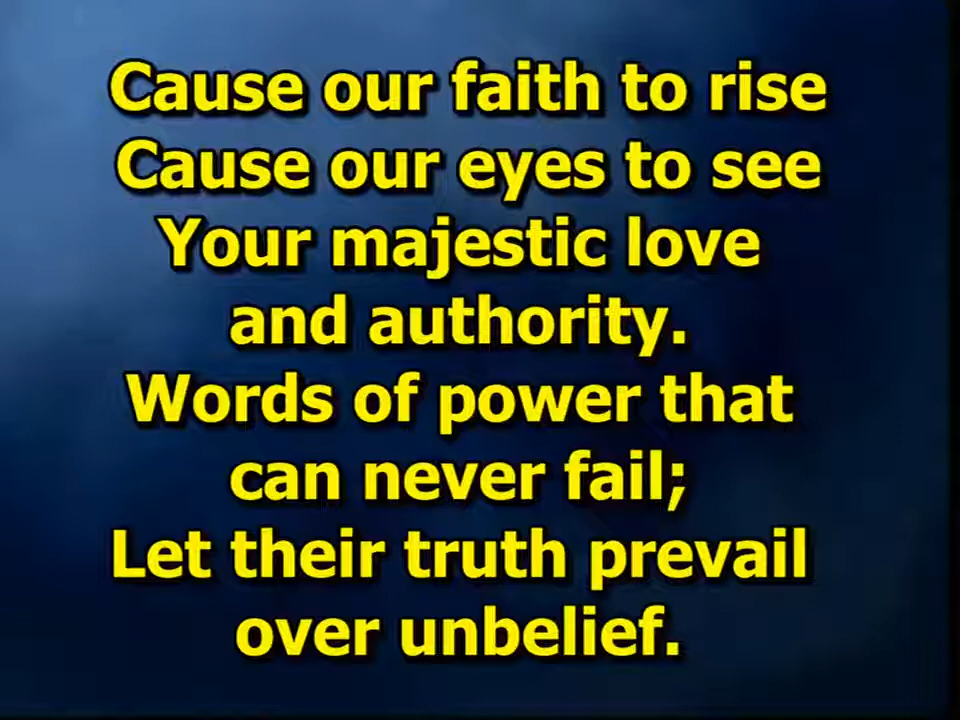 Cause our faith to rise
Cause our eyes to see
Your majestic love
and authority.
Words of power that
can never fail;
Let their truth prevail
over unbelief.